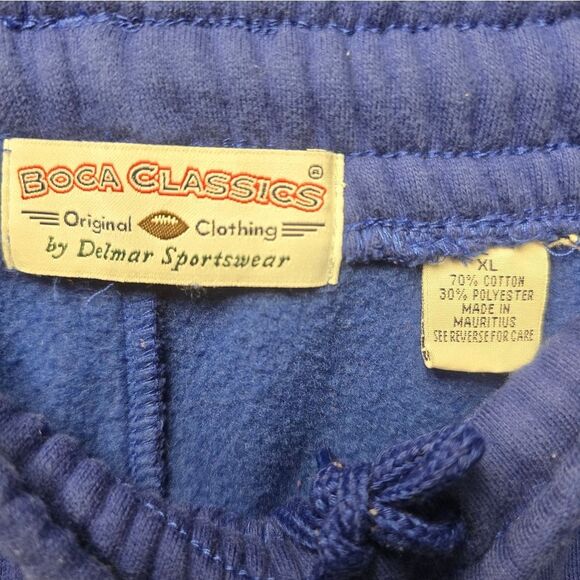 BOCA CLASSICS ®
Original Clothing
by Delmar Sportswear
XL
70% COTTON
30% POLYESTER
MADE IN
MAURITIUS
SEE REVERSE FOR CARE